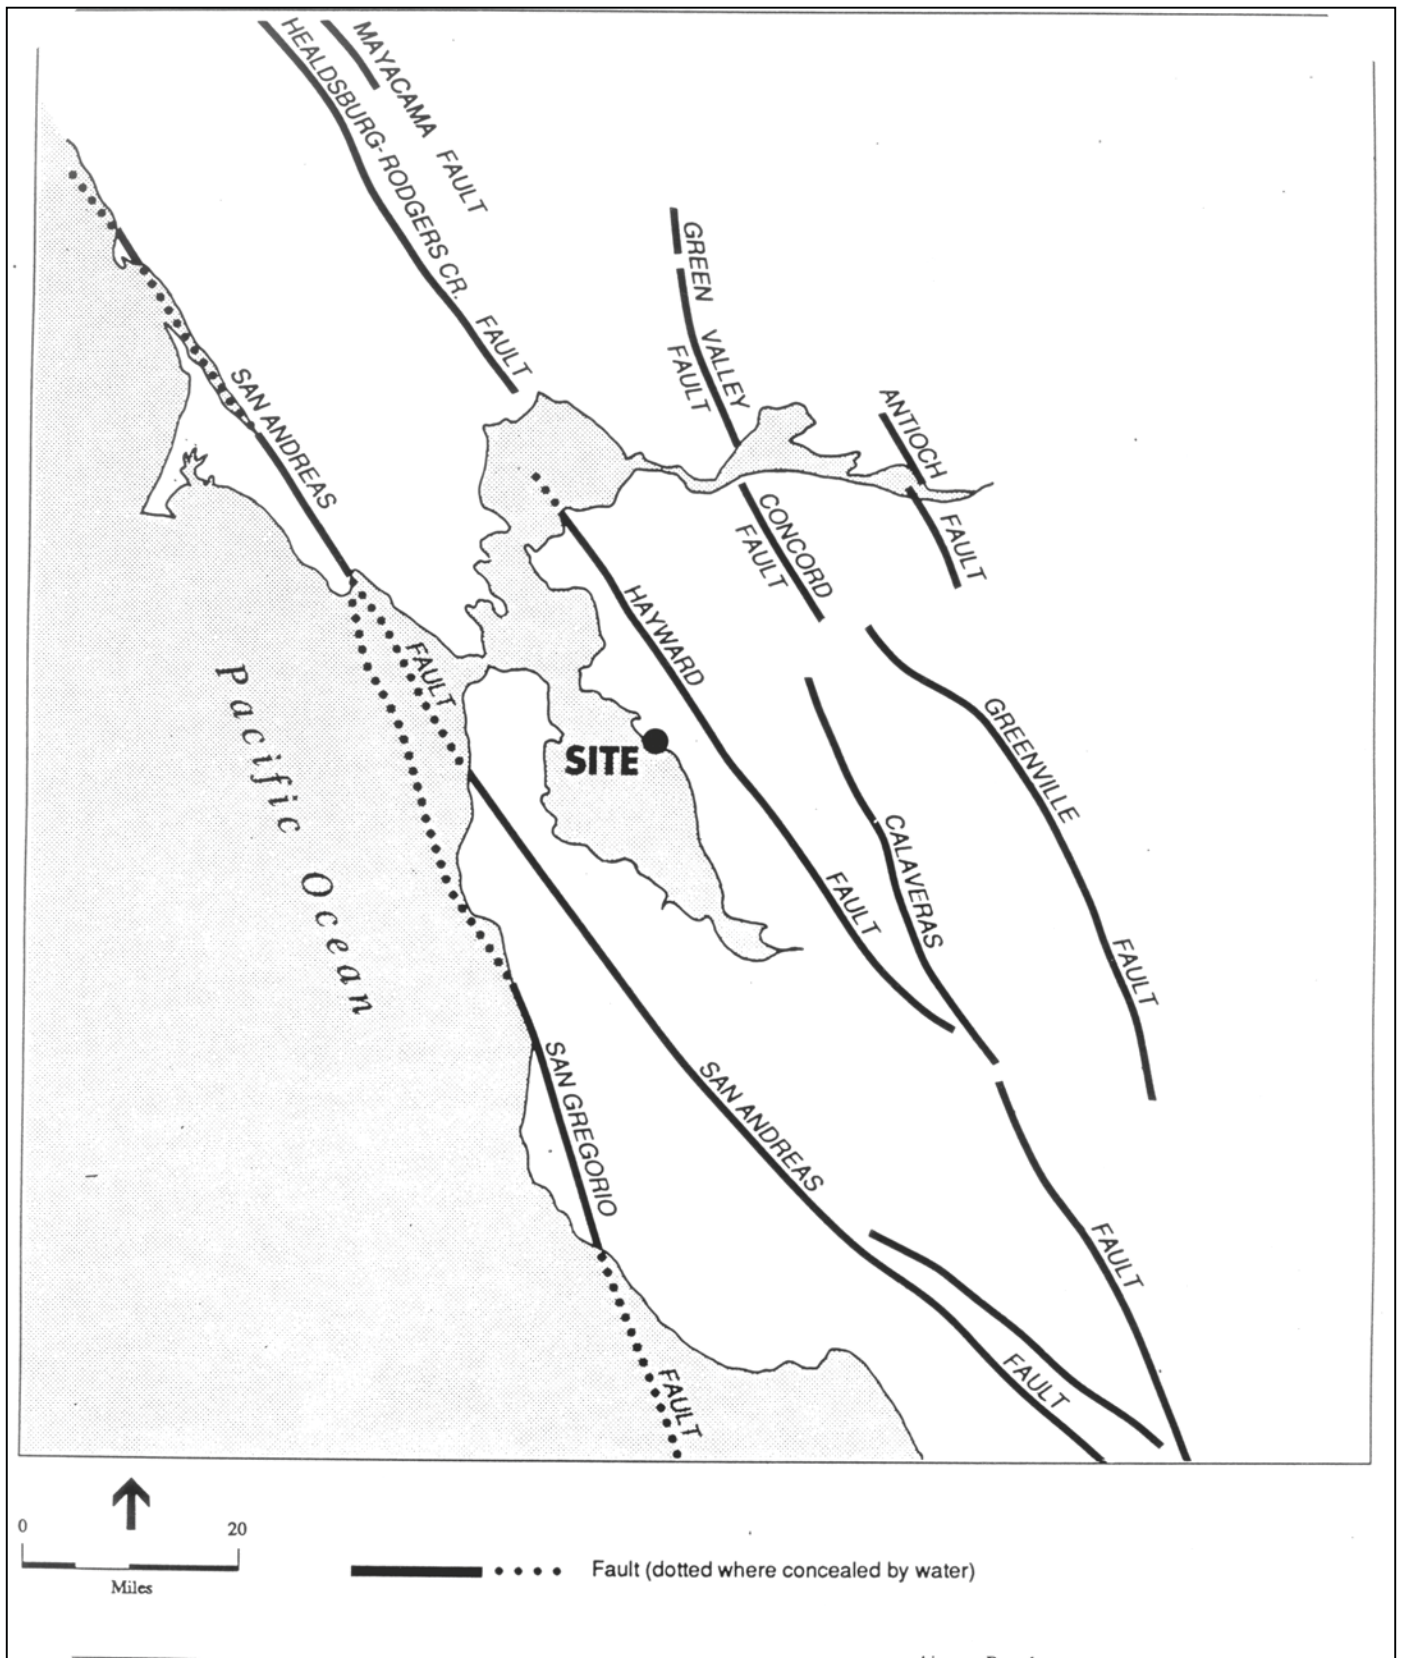 MAYACAMA FAULT
HEALDSBURG-RODGERS CR. FAULT
GREEN VALLEY
FAULT
SAN ANDREAS
FAULT
ANTIOCH
FAULT
CONCORD
FAULT
HAYWARD
FAULT
Pacific Ocean
SITE
GREENVILLE
FAULT
CALAVERAS
FAULT
SAN GREGORIO
FAULT
SAN ANDREAS
FAULT
0 20
Miles
Fault (dotted where concealed by water)